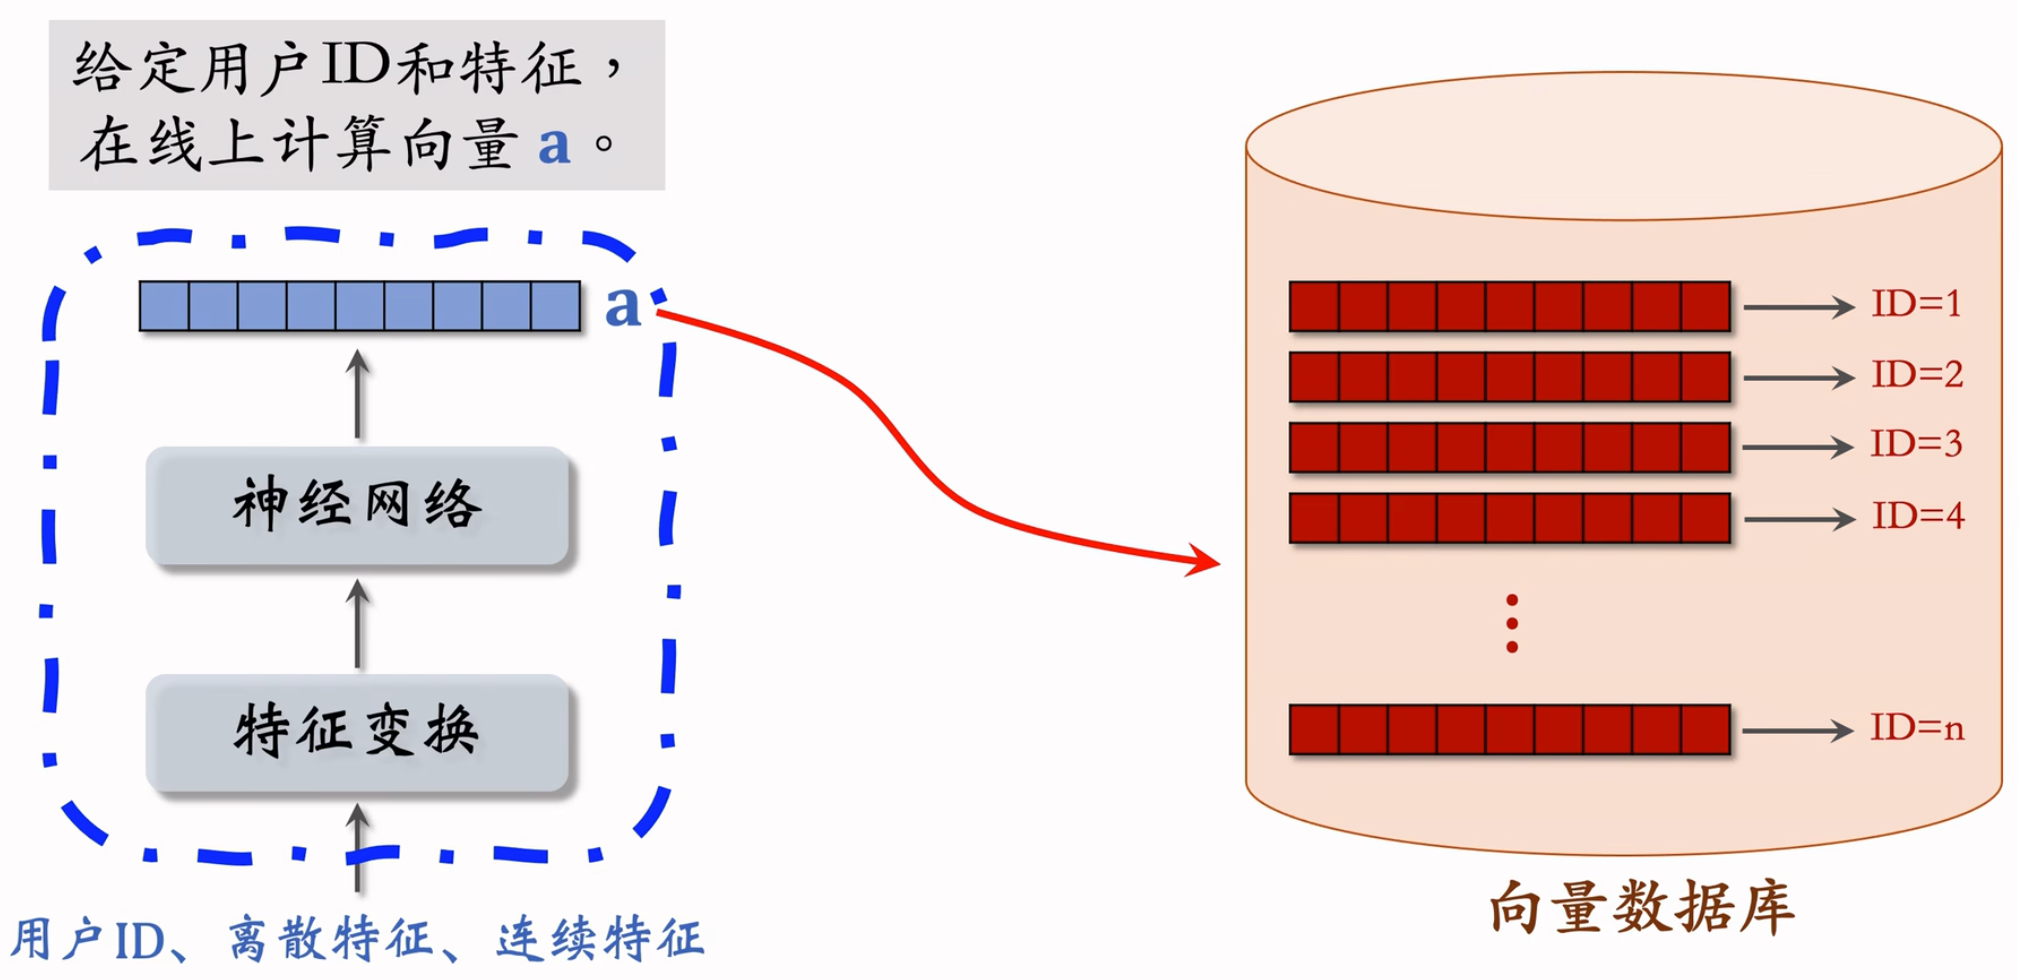 给定用户ID和特征，
在线上计算向量 a。
a
神经网络
特征变换
用户ID、离散特征、连续特征
ID=1
ID=2
ID=3
ID=4
ID=n
向量数据库